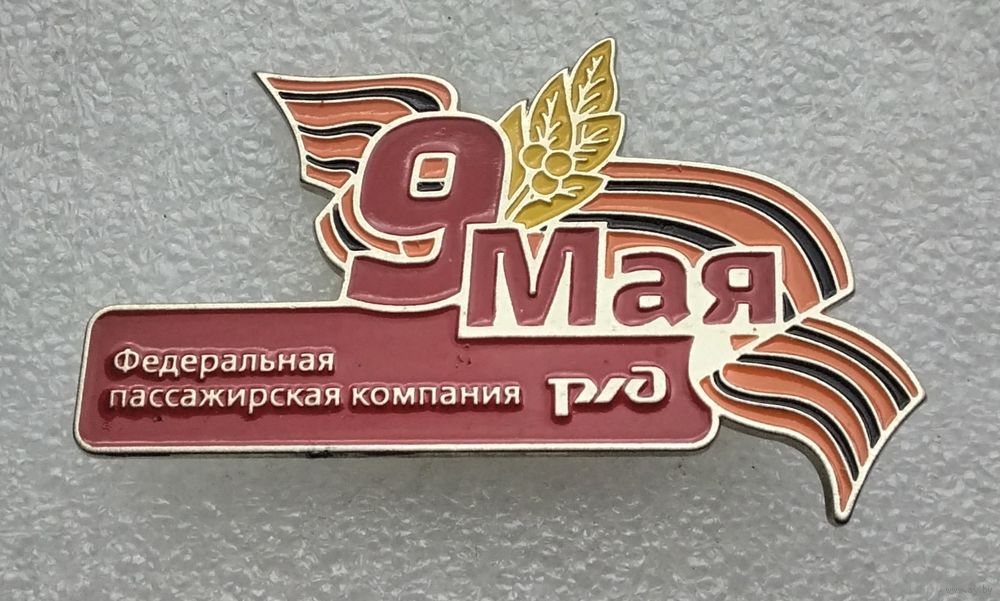 9
Мая
Федеральная
пассажирская компания
ржд